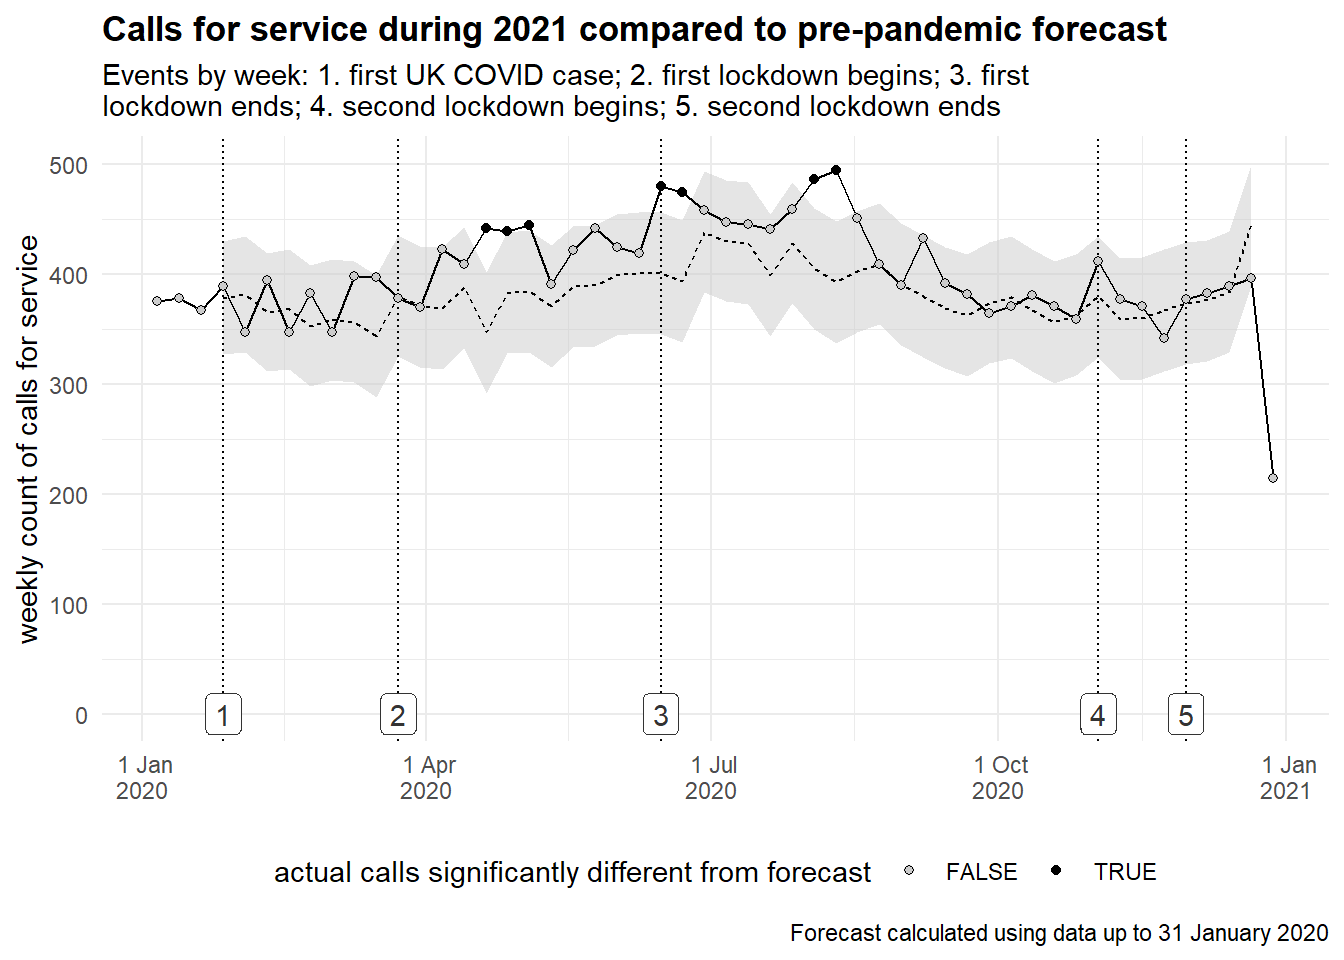 Calls for service during 2021 compared to pre-pandemic forecast
Events by week: 1. first UK COVID case; 2. first lockdown begins; 3. first
lockdown ends; 4. second lockdown begins; 5. second lockdown ends
weekly count of calls for service
500
400
300
200
100
0
1
2
3
4
5
1 Jan
2020
1 Apr
2020
1 Jul
2020
1 Oct
2020
1 Jan
2021
actual calls significantly different from forecast FALSE TRUE
Forecast calculated using data up to 31 January 2020